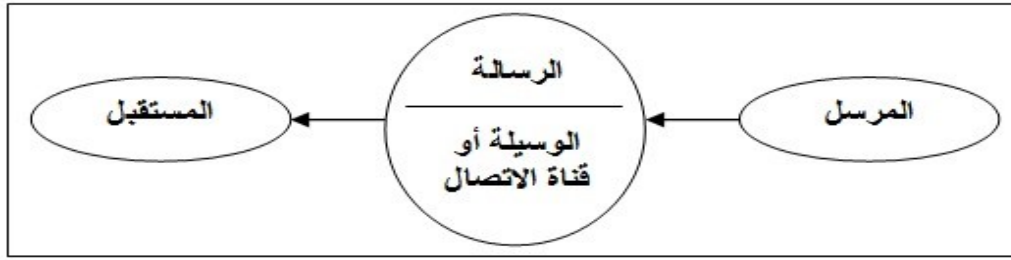 المرسل
الرسالة
الوسيلة أو
قناة الاتصال
المستقبل